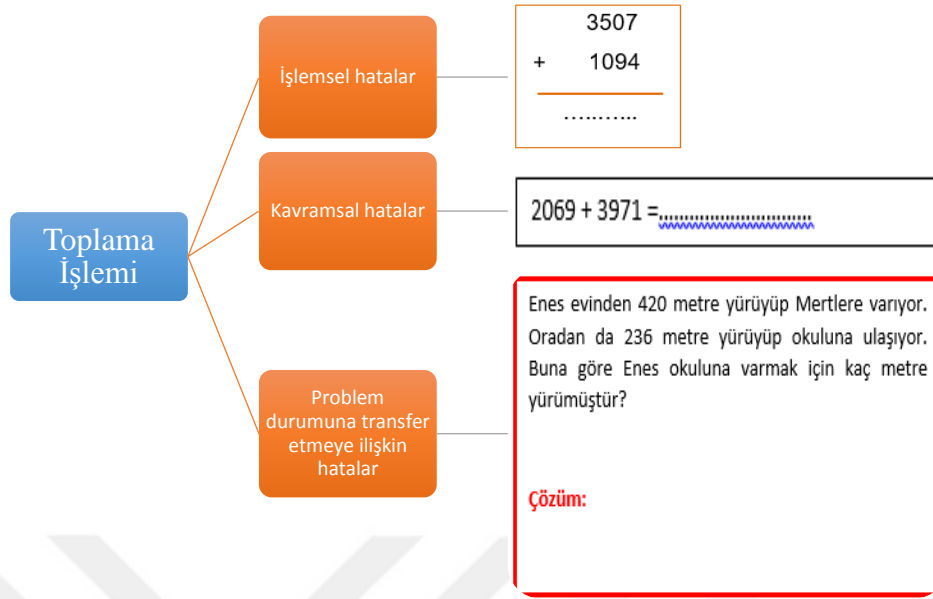 Toplama
İşlemi
İşlemsel hatalar
3507
+ 1094
……......
Kavramsal hatalar
2069 + 3971 =.............................
Problem
durumuna transfer
etmeye ilişkin
hatalar
Enes evinden 420 metre yürüyüp Mertlere varıyor.
Oradan da 236 metre yürüyüp okuluna ulaşıyor.
Buna göre Enes okuluna varmak için kaç metre
yürümüştür?
Çözüm: